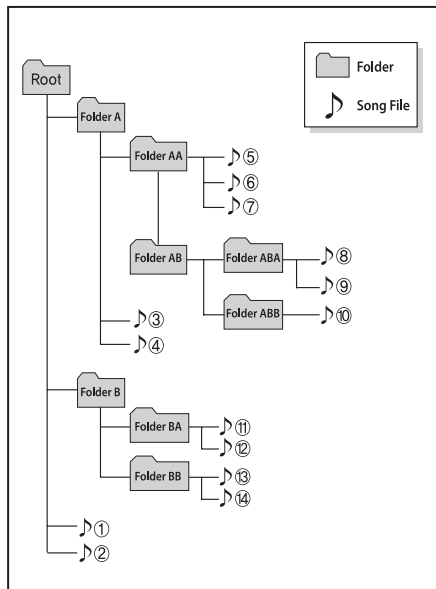 Root
Folder
Song File
Folder A
Folder AA
⑤
⑥
⑦
Folder AB
Folder ABA
⑧
⑨
Folder ABB
⑩
③
④
Folder B
Folder BA
⑪
⑫
Folder BB
⑬
⑭
①
②